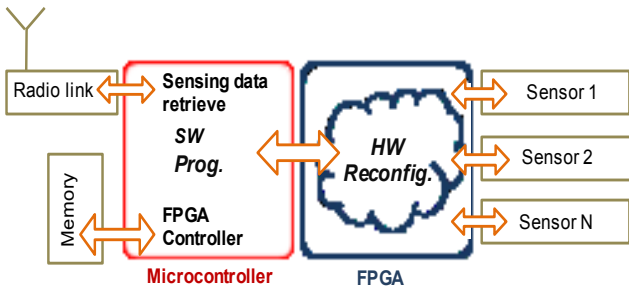 Radio link
Sensing data
retrieve
SW
Prog.
FPGA
Controller
Memory
HW
Reconfig.
Sensor 1
Sensor 2
Sensor N
Microcontroller
FPGA